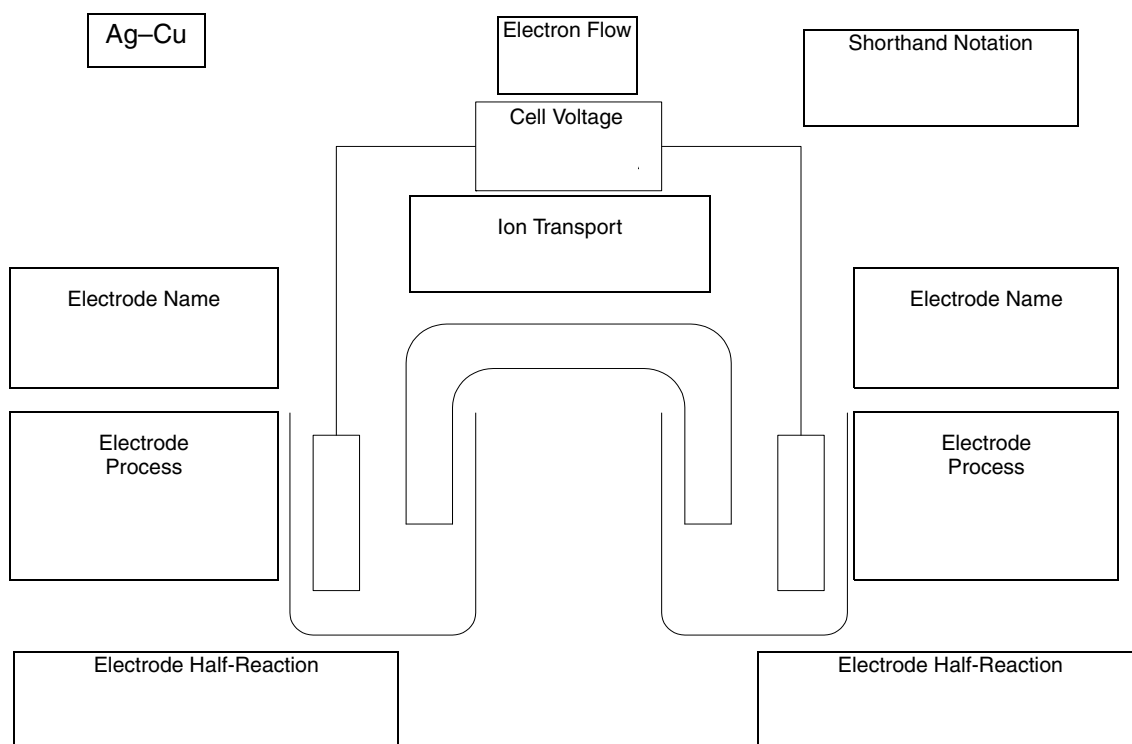 Ag–Cu
Electron Flow
Shorthand Notation
Cell Voltage
Ion Transport
Electrode Name
Electrode Name
Electrode
Process
Electrode
Process
Electrode Half-Reaction
Electrode Half-Reaction